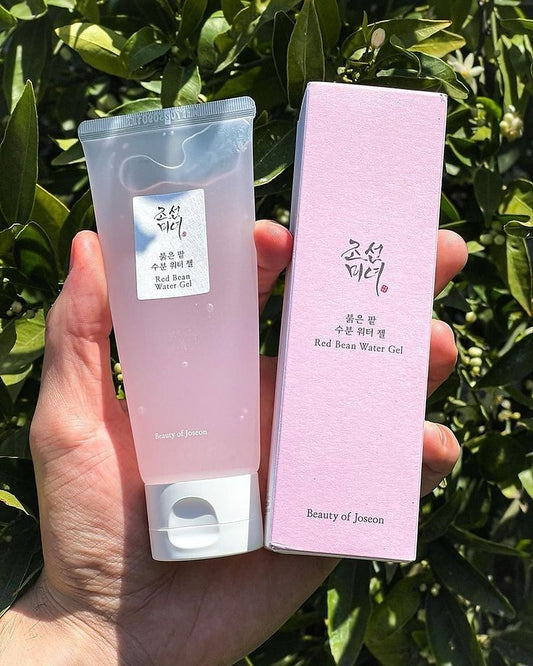 조선
미녀
붉은 팥
수분 워터 젤
Red Bean
Water Gel
Beauty of Joseon
조선
미녀
붉은 팥
수분 워터 젤
Red Bean Water Gel
Beauty of Joseon